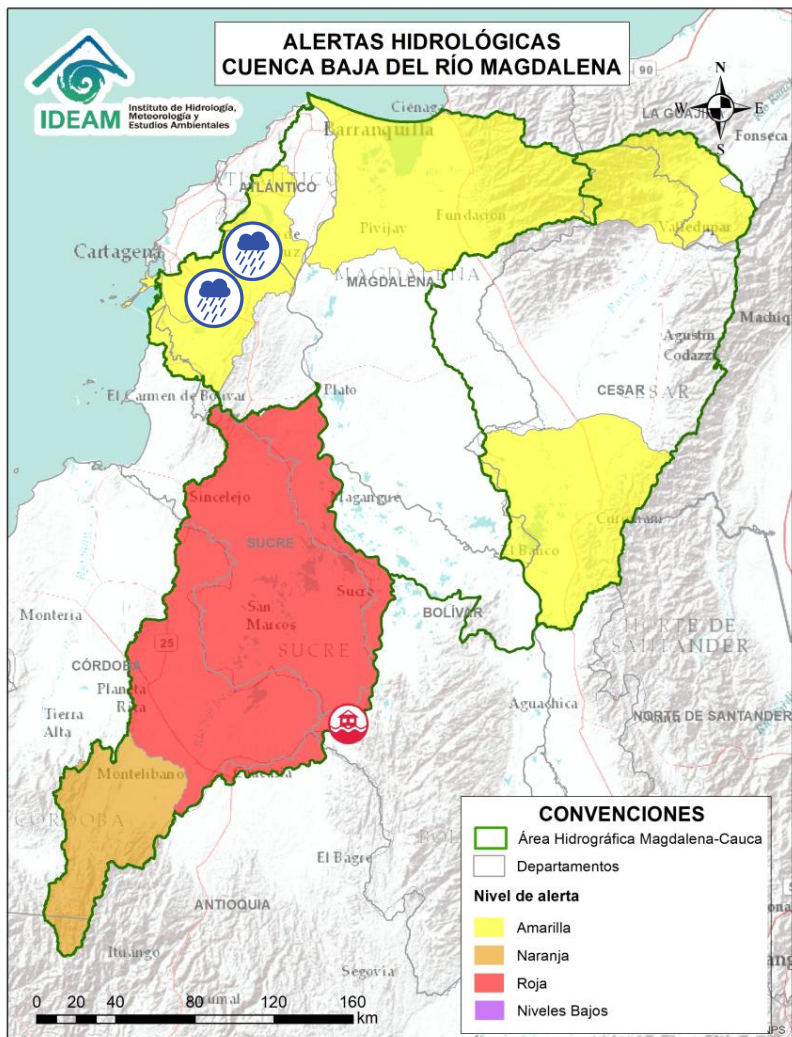 ALERTAS HIDROLÓGICAS
CUENCA BAJA DEL RÍO MAGDALENA
IDEAM
Instituto de Hidrología,
Meteorología y
Estudios Ambientales
90
N
W
E
S
Ciénaga
LA GUAJIRA
Barranquilla
Fonseca
ATLÁNTICO
Pivijay
Fundación
Valledupar
Cartagena
MAGDALENA
MAGDALENA
Machiq
Agustín
Codazzi
El Carmen de Bolívar
Plato
CESAR
CESAR
Sincelejo
Magangue
Curumaní
SUCRE
El Banco
Sucre
San
Marcos
BOLÍVAR
Montería
SUCRE
NORTE DE
SANTANDER
25
CÓRDOBA
Planeta
Rica
Tierra
Alta
Aguachica
NORTE DE SANTANDER
Montelíbano
CÓRDOBA
El Bagre
ANTIOQUIA
Ituango
Segovia
CONVENCIONES
Área Hidrográfica Magdalena-Cauca
Departamentos
Nivel de alerta
Amarilla
Naranja
Roja
Niveles Bajos
0 20 40 80 120 160
km